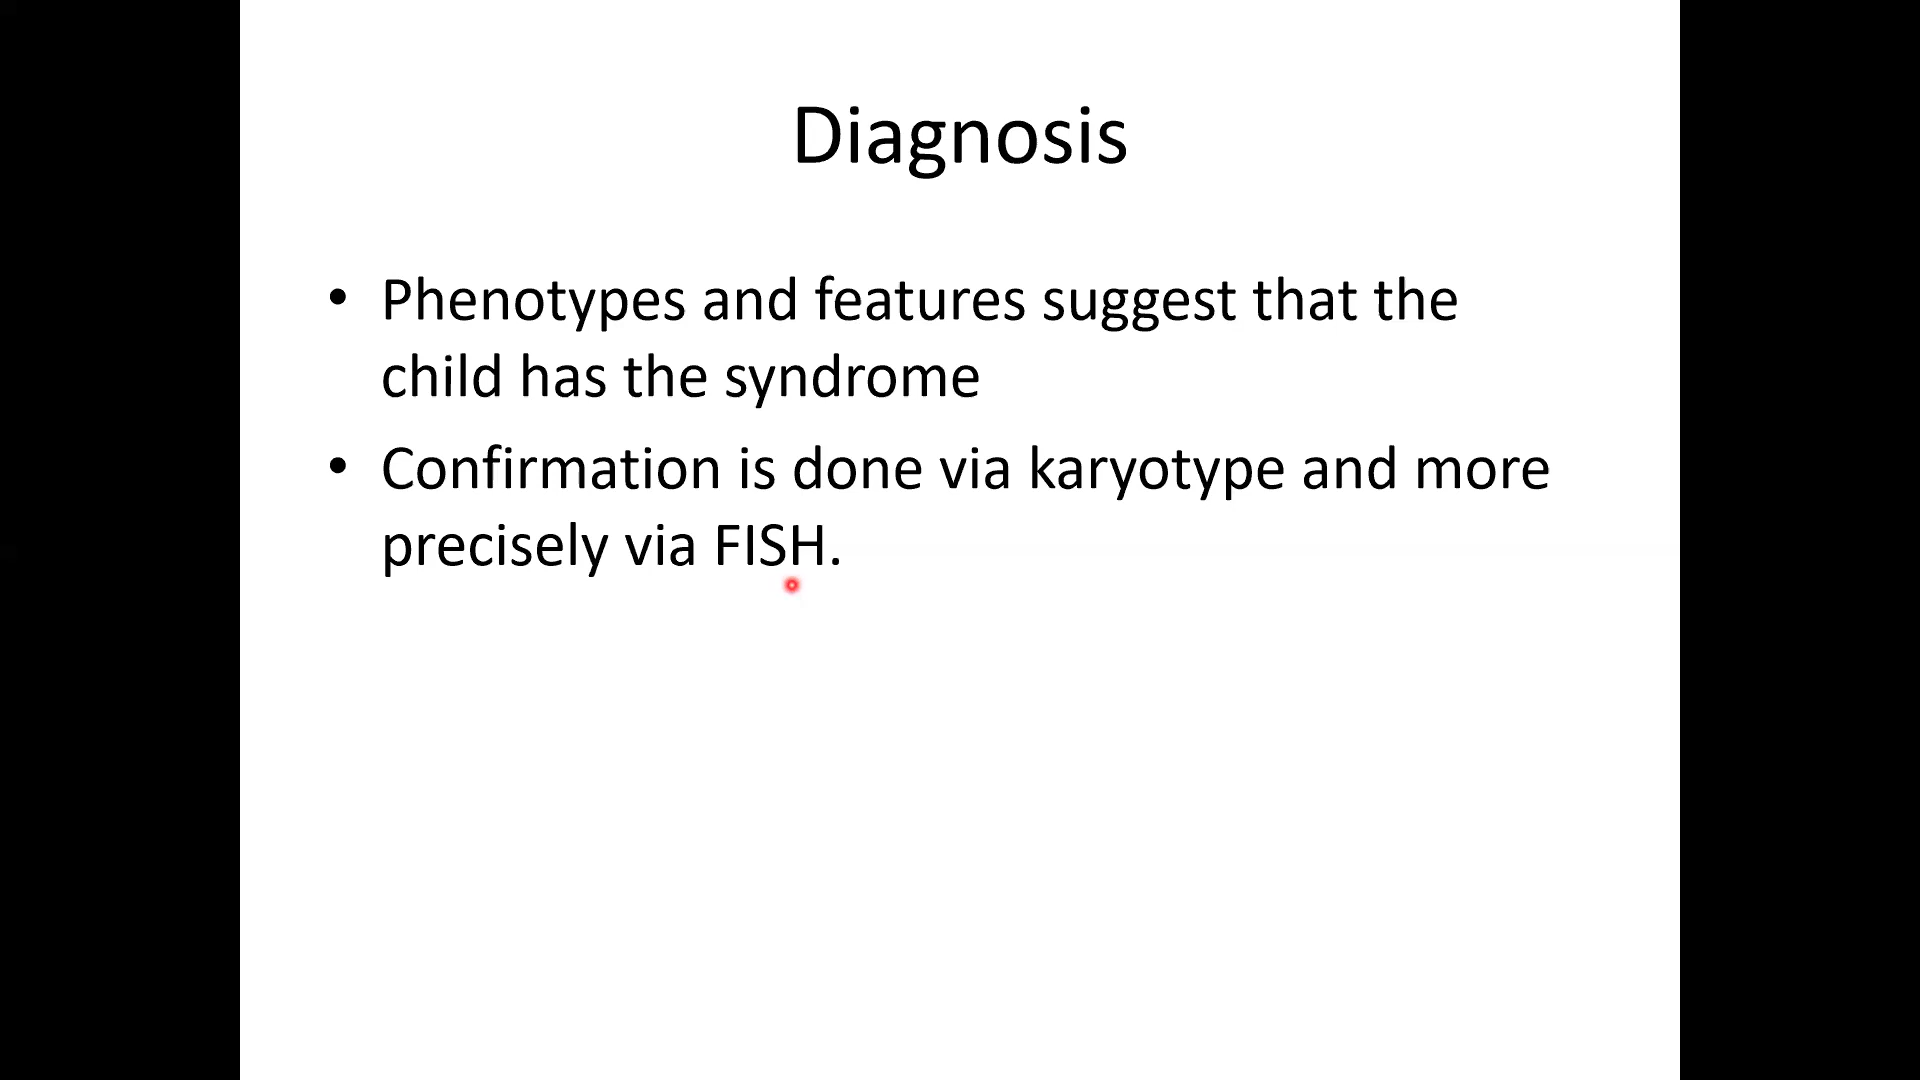 Diagnosis
• Phenotypes and features suggest that the
child has the syndrome
• Confirmation is done via karyotype and more
precisely via FISH.